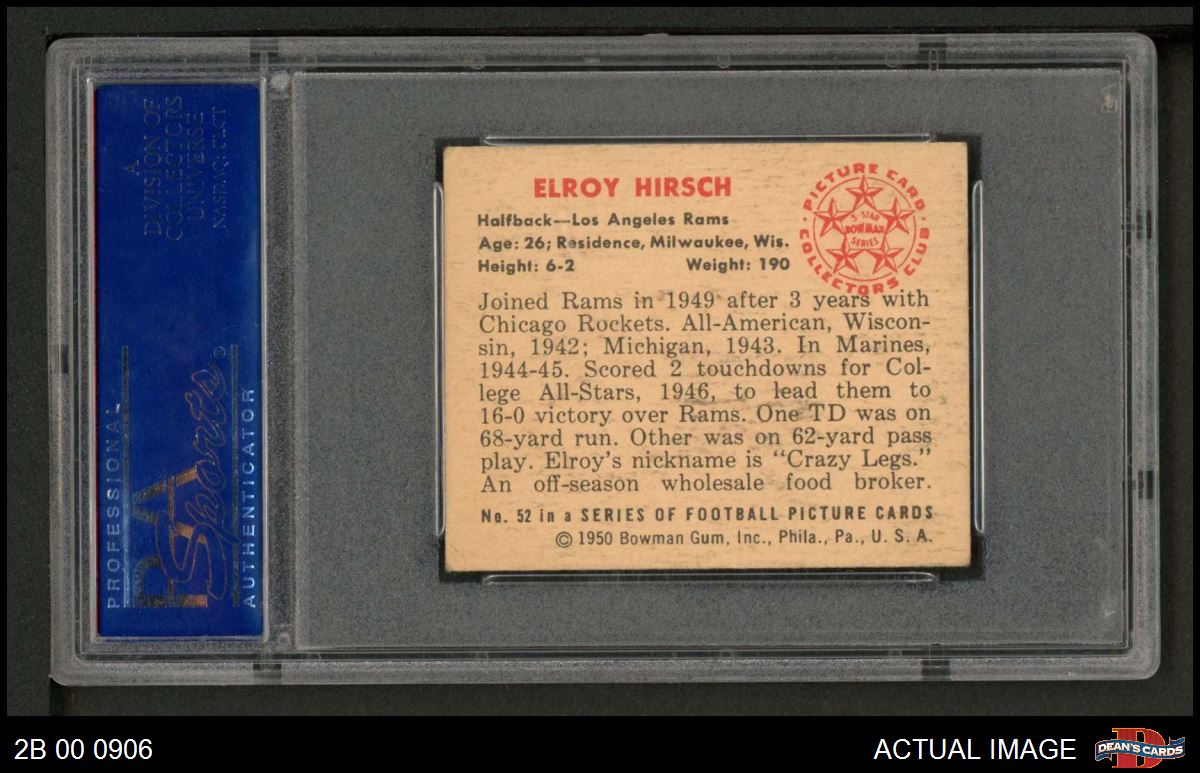 A
DIVISION OF
COLLECTORS
UNIVERSE
NASDAQ: CLCT
PROFESSIONAL
PSA
Sports
AUTHENTICATOR
ELROY HIRSCH
Halfback—Los Angeles Rams
Age: 26; Residence, Milwaukee, Wis.
Height: 6-2 Weight: 190
PICTURE CARD
COLLECTORS CLUB
5-STAR
BOWMAN
SERIES
Joined Rams in 1949 after 3 years with
Chicago Rockets. All-American, Wiscon-
sin, 1942; Michigan, 1943. In Marines,
1944-45. Scored 2 touchdowns for Col-
lege All-Stars, 1946, to lead them to
16-0 victory over Rams. One TD was on
68-yard run. Other was on 62-yard pass
play. Elroy's nickname is "Crazy Legs."
An off-season wholesale food broker.
No. 52 in a SERIES OF FOOTBALL PICTURE CARDS
© 1950 Bowman Gum, Inc., Phila., Pa., U. S. A.
2B 00 0906
ACTUAL IMAGE
DEAN'S CARDS